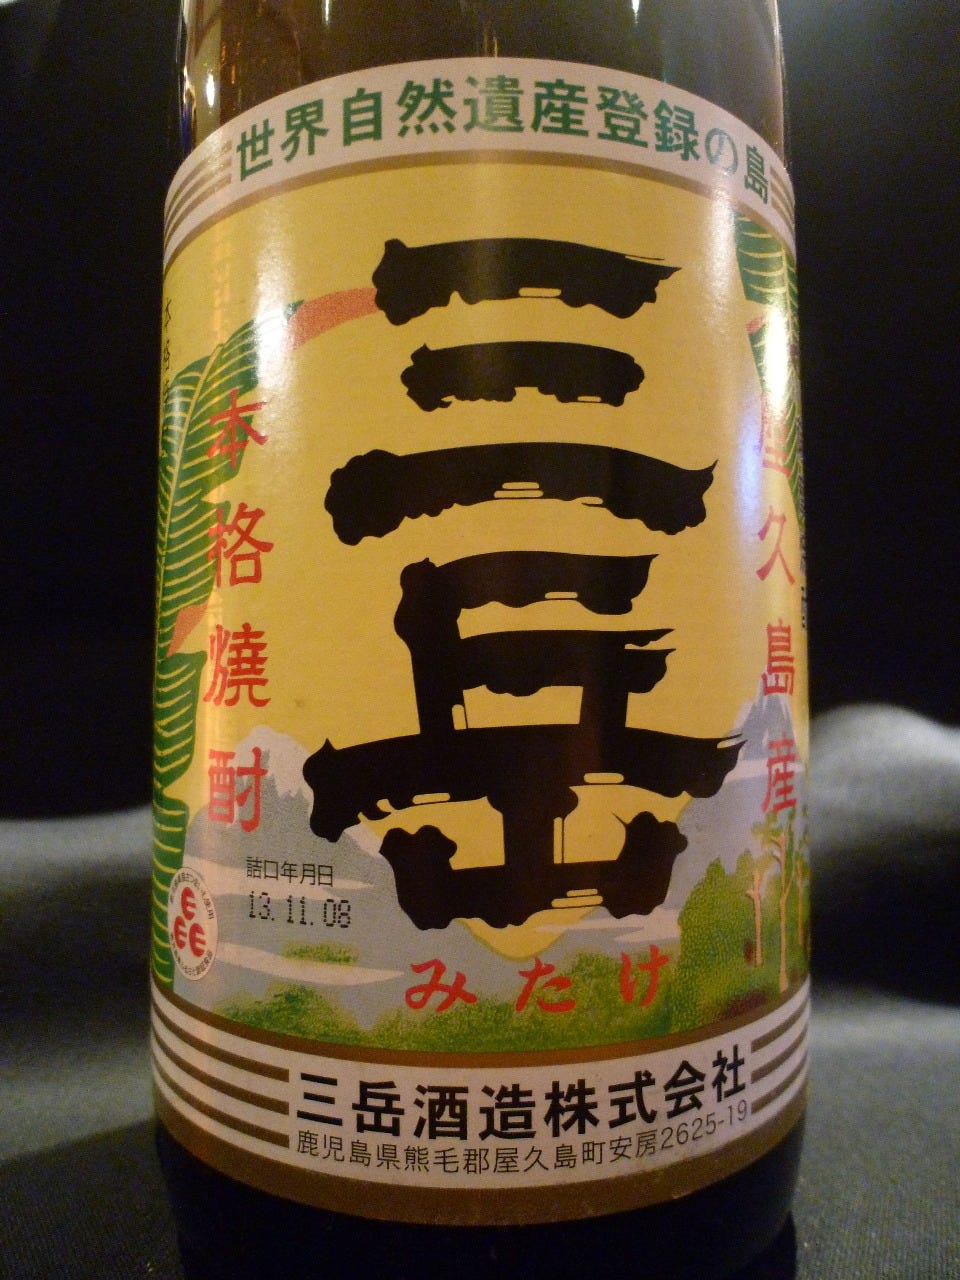 世界自然遺産登録の島
三岳
屋久島産
本格燒酎
詰口年月日
13.11.08
みたけ
三岳酒造株式会社
鹿児島県熊毛郡屋久島町安房2625-19